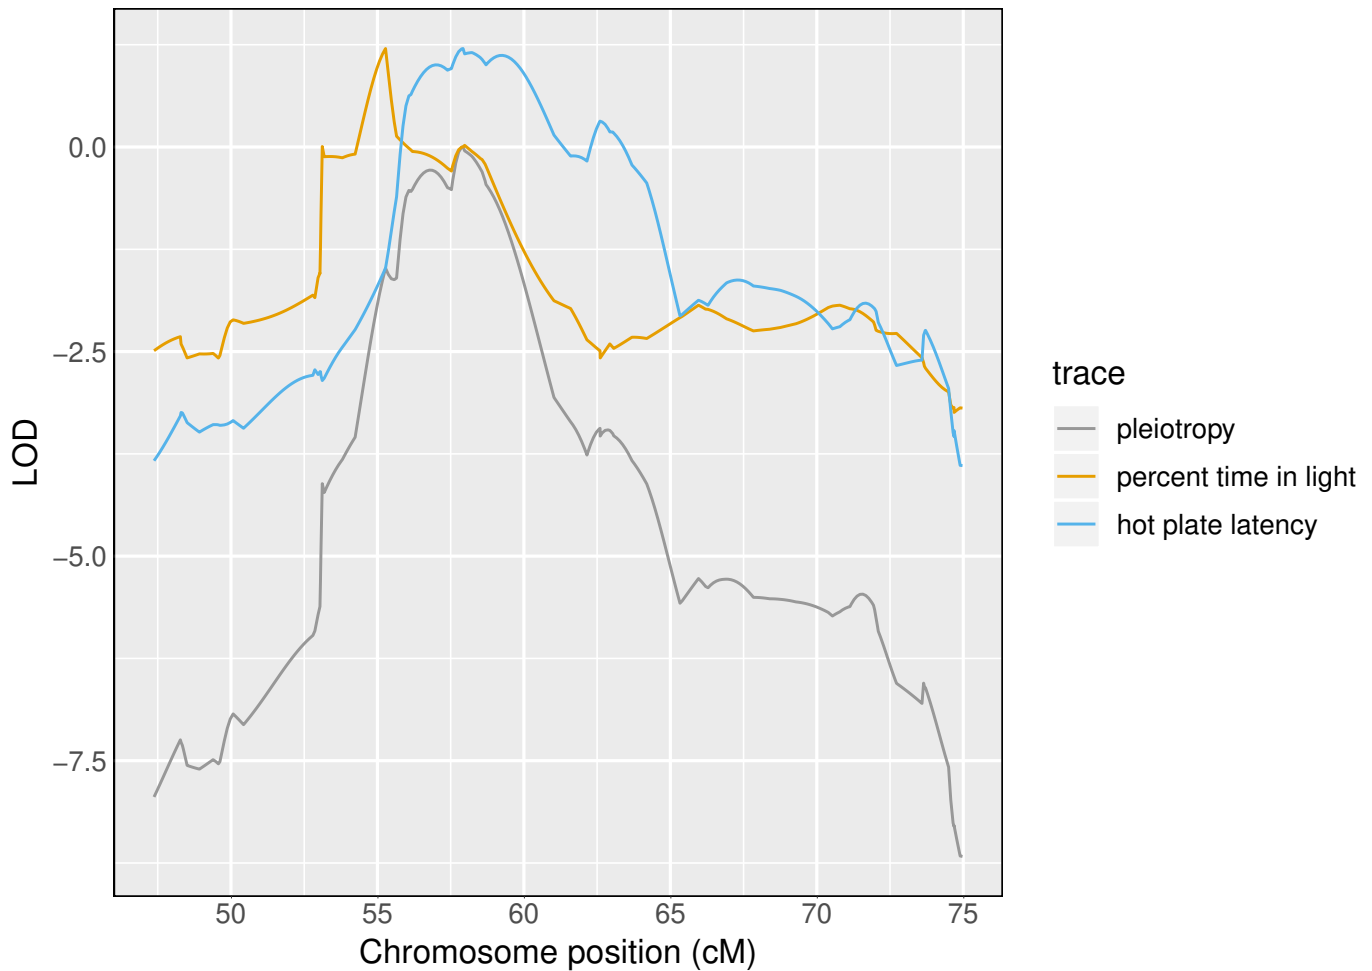 LOD
0.0
−2.5
−5.0
−7.5
50 55 60 65 70 75
Chromosome position (cM)
trace
pleiotropy
percent time in light
hot plate latency